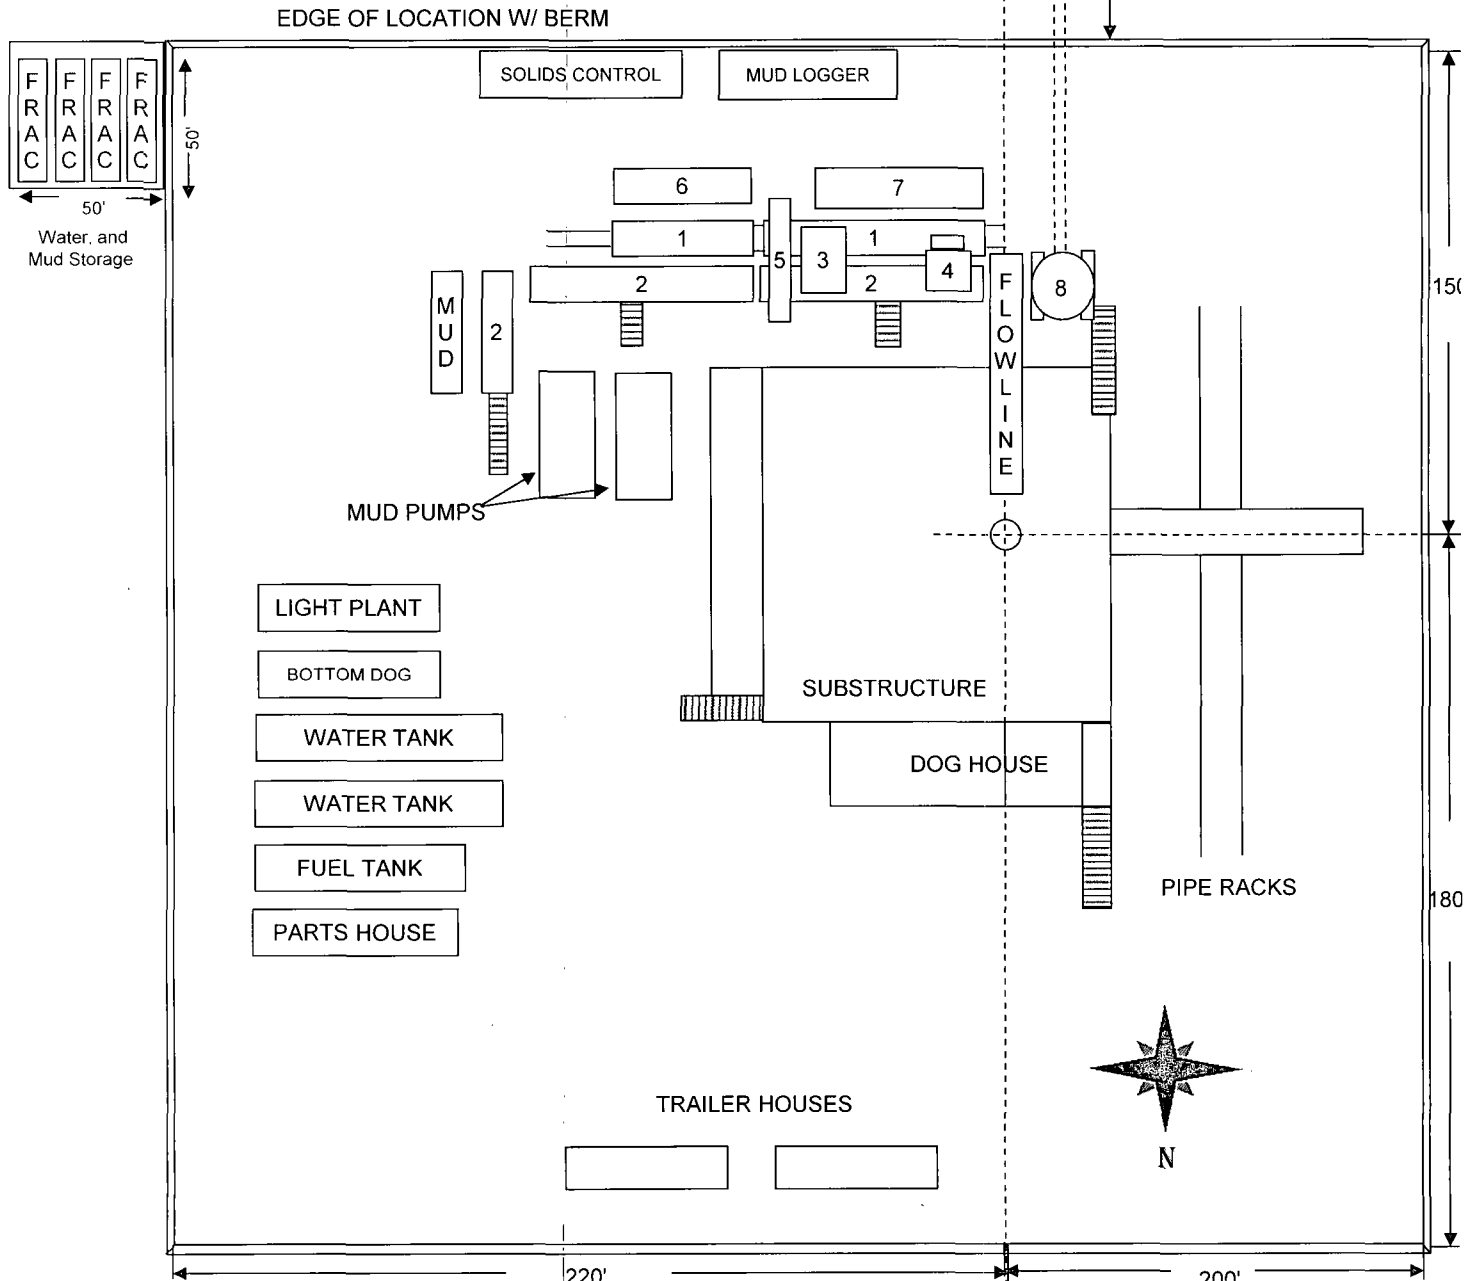 EDGE OF LOCATION W/ BERM
SOLIDS CONTROL
MUD LOGGER
FRAC
FRAC
FRAC
FRAC
50'
50'
Water, and
Mud Storage
6
7
1
1
5
3
4
2
2
8
MUD
2
FLOWLINE
150
MUD PUMPS
LIGHT PLANT
BOTTOM DOG
SUBSTRUCTURE
WATER TANK
DOG HOUSE
WATER TANK
FUEL TANK
PIPE RACKS
180
PARTS HOUSE
TRAILER HOUSES
N
220'
200'